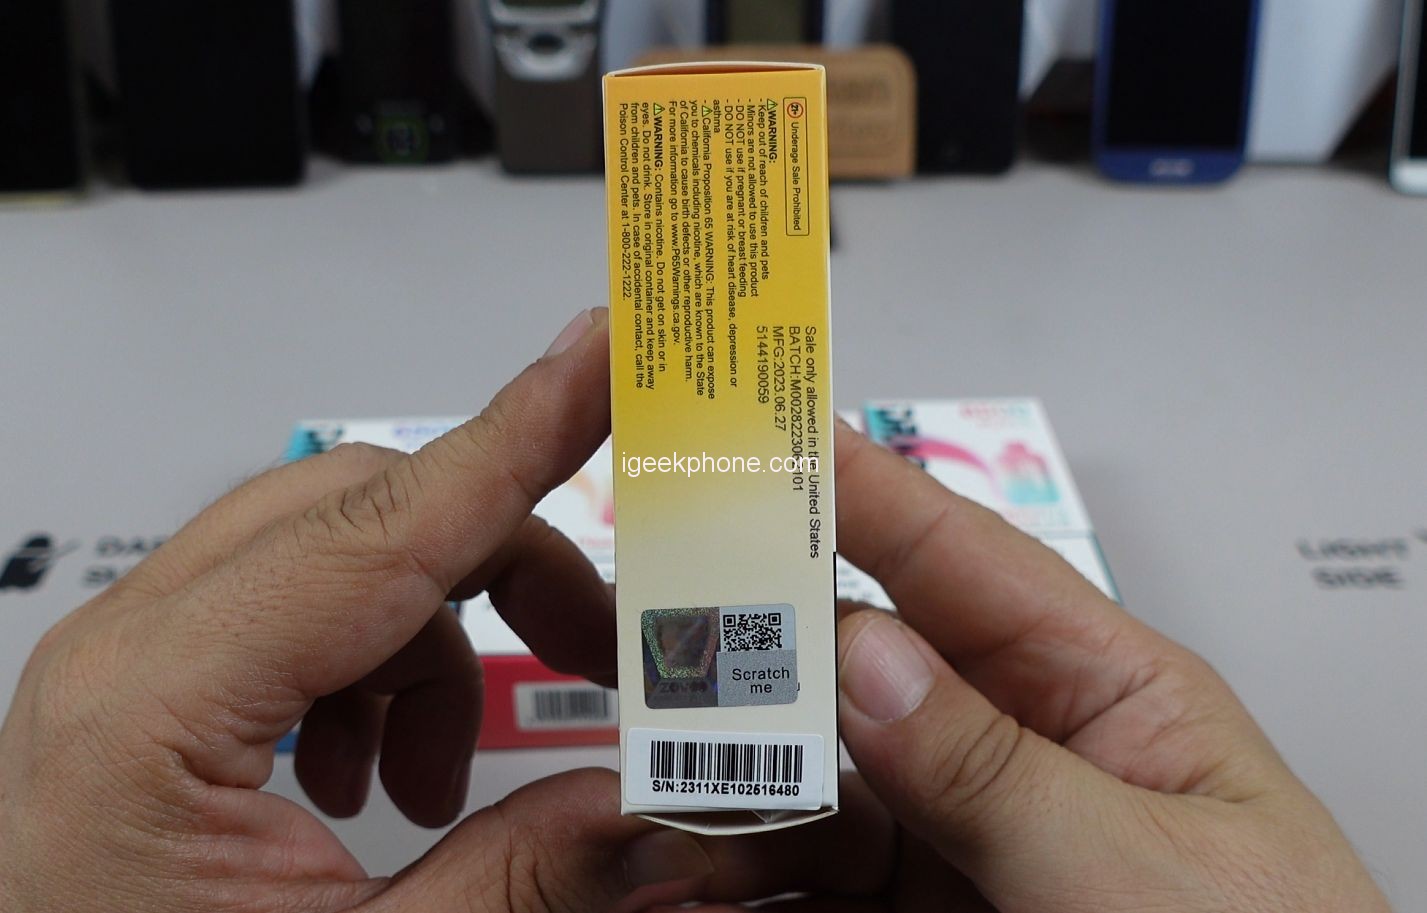 21+ Underage Sale Prohibited
WARNING:
- Keep out of reach of children and pets
- Minors are not allowed to use this product
- DO NOT use if pregnant or breast feeding
- DO NOT use if you are at risk of heart disease, depression or
asthma
- California Proposition 65 WARNING: This product can expose
you to chemicals including nicotine, which are known to the State
of California to cause birth defects or other reproductive harm.
For more information go to www.P65Warnings.ca.gov.
WARNING: Contains nicotine. Do not get on skin or in
eyes. Do not drink. Store in original container and keep away
from children and pets. In case of accidental contact, call the
Poison Control Center at 1-800-222-1222.
Sale only allowed in the United States
MFG:2023.06.27
5144190059
igeekphone.com
Scratch
me
S/N:2311XE102516480
LIGHT
SIDE